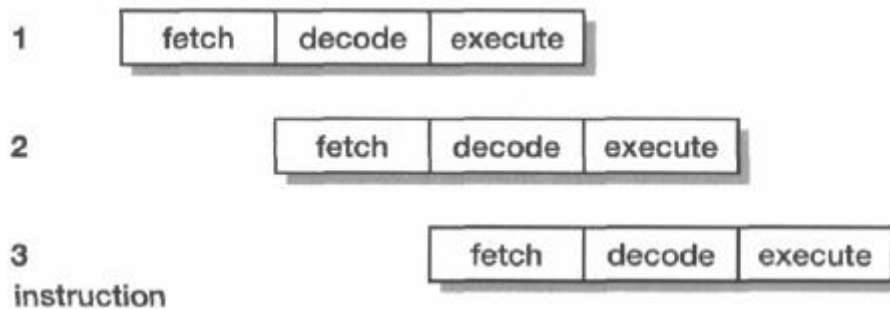 1 fetch decode execute
2 fetch decode execute
3 fetch decode execute
instruction